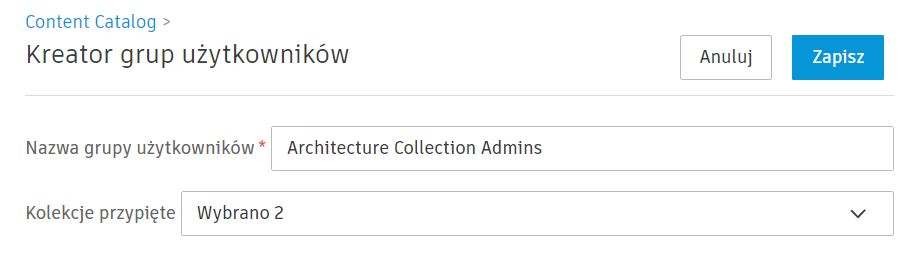 Content Catalog >
Kreator grup użytkowników
Anuluj
Zapisz
Nazwa grupy użytkowników * Architecture Collection Admins
Kolekcje przypięte Wybrano 2